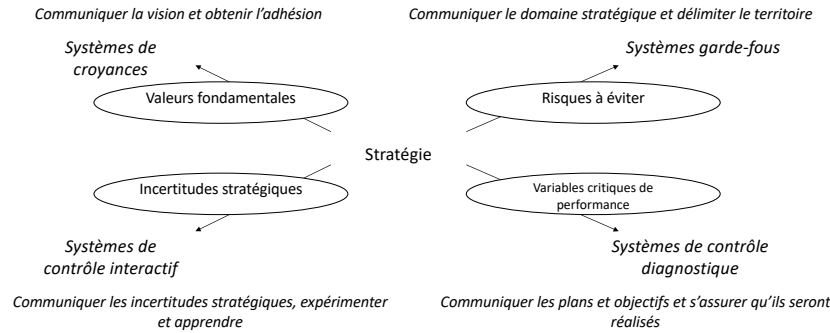 Communiquer la vision et obtenir l’adhésion
Communiquer le domaine stratégique et délimiter le territoire
Systèmes de
croyances
Systèmes garde-fous
Valeurs fondamentales
Risques à éviter
Stratégie
Incertitudes stratégiques
Variables critiques de
performance
Systèmes de
contrôle interactif
Systèmes de contrôle
diagnostique
Communiquer les incertitudes stratégiques, expérimenter
et apprendre
Communiquer les plans et objectifs et s’assurer qu’ils seront
réalisés